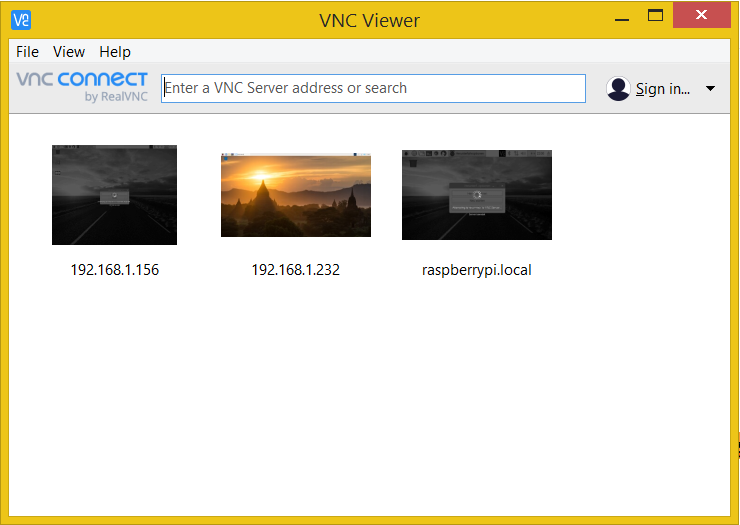 VNC Viewer
File View Help
vnc connect
by RealVNC
Enter a VNC Server address or search
Sign in...
192.168.1.156
192.168.1.232
raspberrypi.local